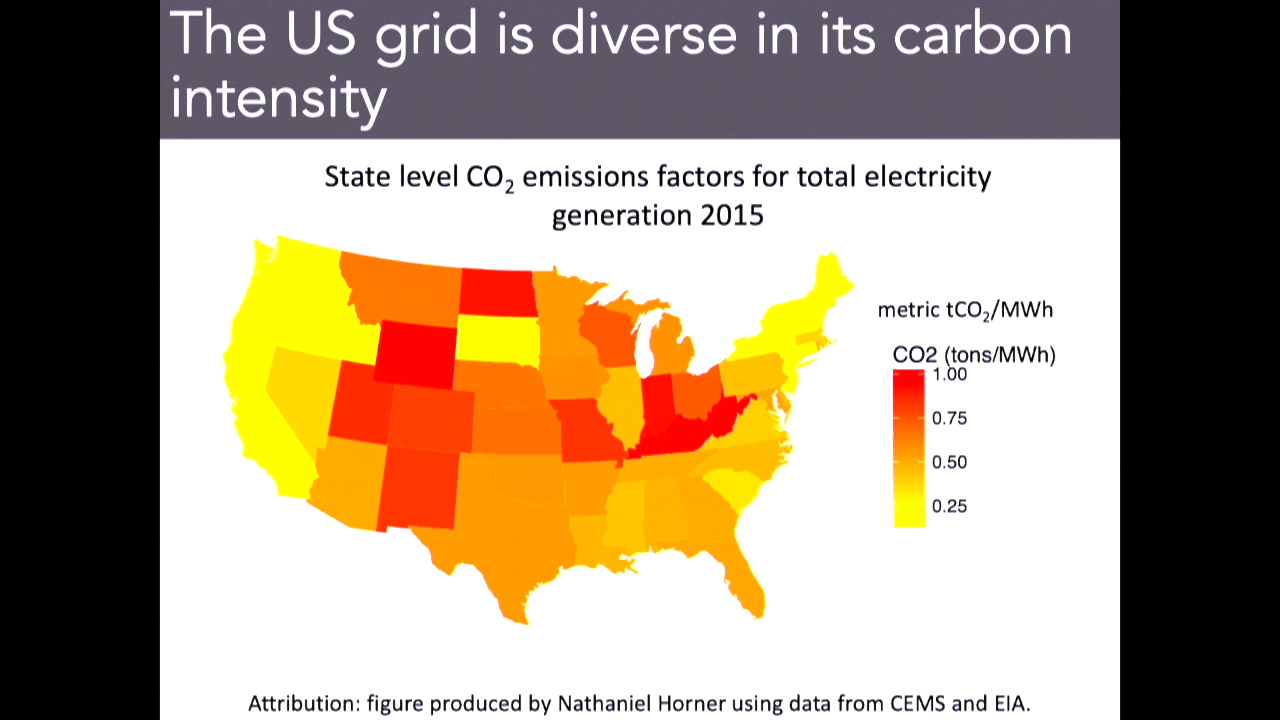 The US grid is diverse in its carbon
intensity
State level CO₂ emissions factors for total electricity
generation 2015
metric tCO₂/MWh
CO2 (tons/MWh)
1.00
0.75
0.50
0.25
Attribution: figure produced by Nathaniel Horner using data from CEMS and EIA.